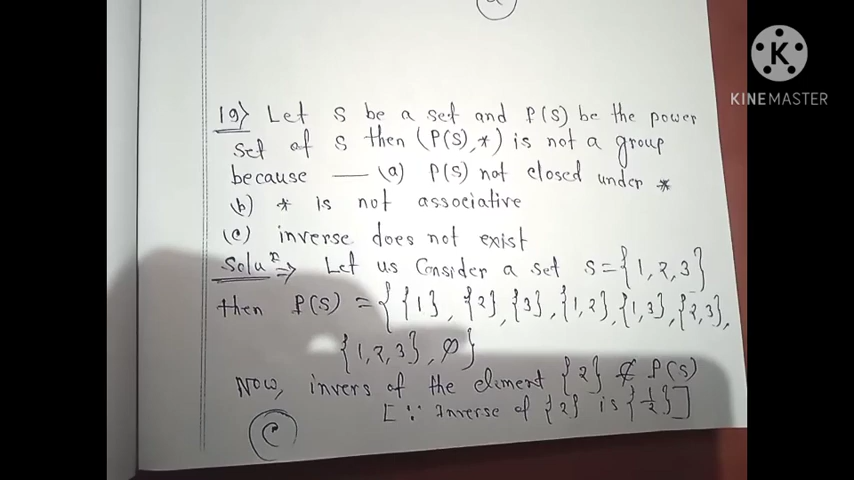 K
KINEMASTER
19) Let S be a set and P(S) be the power
set of S then (P(S), *) is not a group
because — (a) P(S) not closed under *
(b) * is not associative
(c) inverse does not exist
Soluⁿ ⇒ Let us Consider a set S = {1, 2, 3}
then P(S) = { {1}, {2}, {3}, {1, 2}, {1, 3}, {2, 3},
{1, 2, 3}, φ }
Now, invers of the element {2} ∉ P(S)
[∵ Inverse of {2} is {1/2}]
(c)